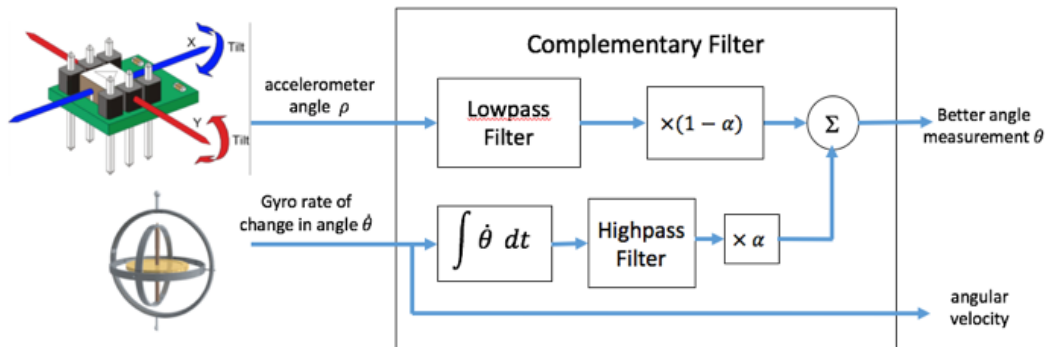 Complementary Filter
X
Tilt
Y
Tilt
accelerometer
angle ρ
Lowpass
Filter
×(1 − α)
Σ
Better angle
measurement θ
Gyro rate of
change in angle θ̇
∫ θ̇ dt
Highpass
Filter
× α
angular
velocity